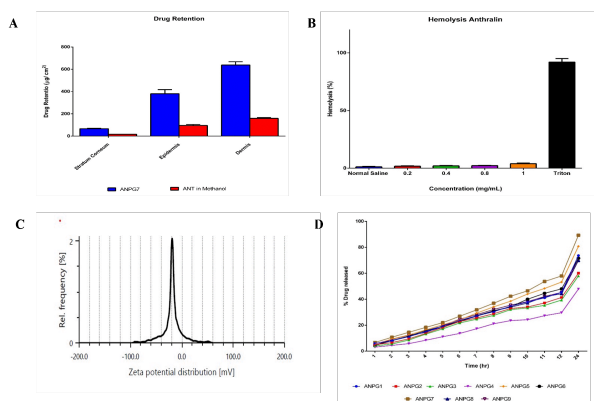 A
Drug Retention
Drug Retentio (µg/cm²)
800
600
400
200
0
Stratum Corneum
Epidermis
Dermis
ANPG7
ANT in Methanol
B
Hemolysis Anthralin
Hemolysis (%)
100
50
0
Normal Saline
0.2
0.4
0.8
1
Triton
Concentration (mg/mL)
C
Rel. frequency [%]
2
1
0
-200.0
-100.0
0.0
100.0
200.0
Zeta potential distribution [mV]
D
% Drug released
100
80
60
40
20
0
1
2
3
4
5
6
7
8
9
10
11
12
24
Time (hr)
ANPG1
ANPG2
ANPG3
ANPG4
ANPG5
ANPG6
ANPG7
ANPG8
ANPG9